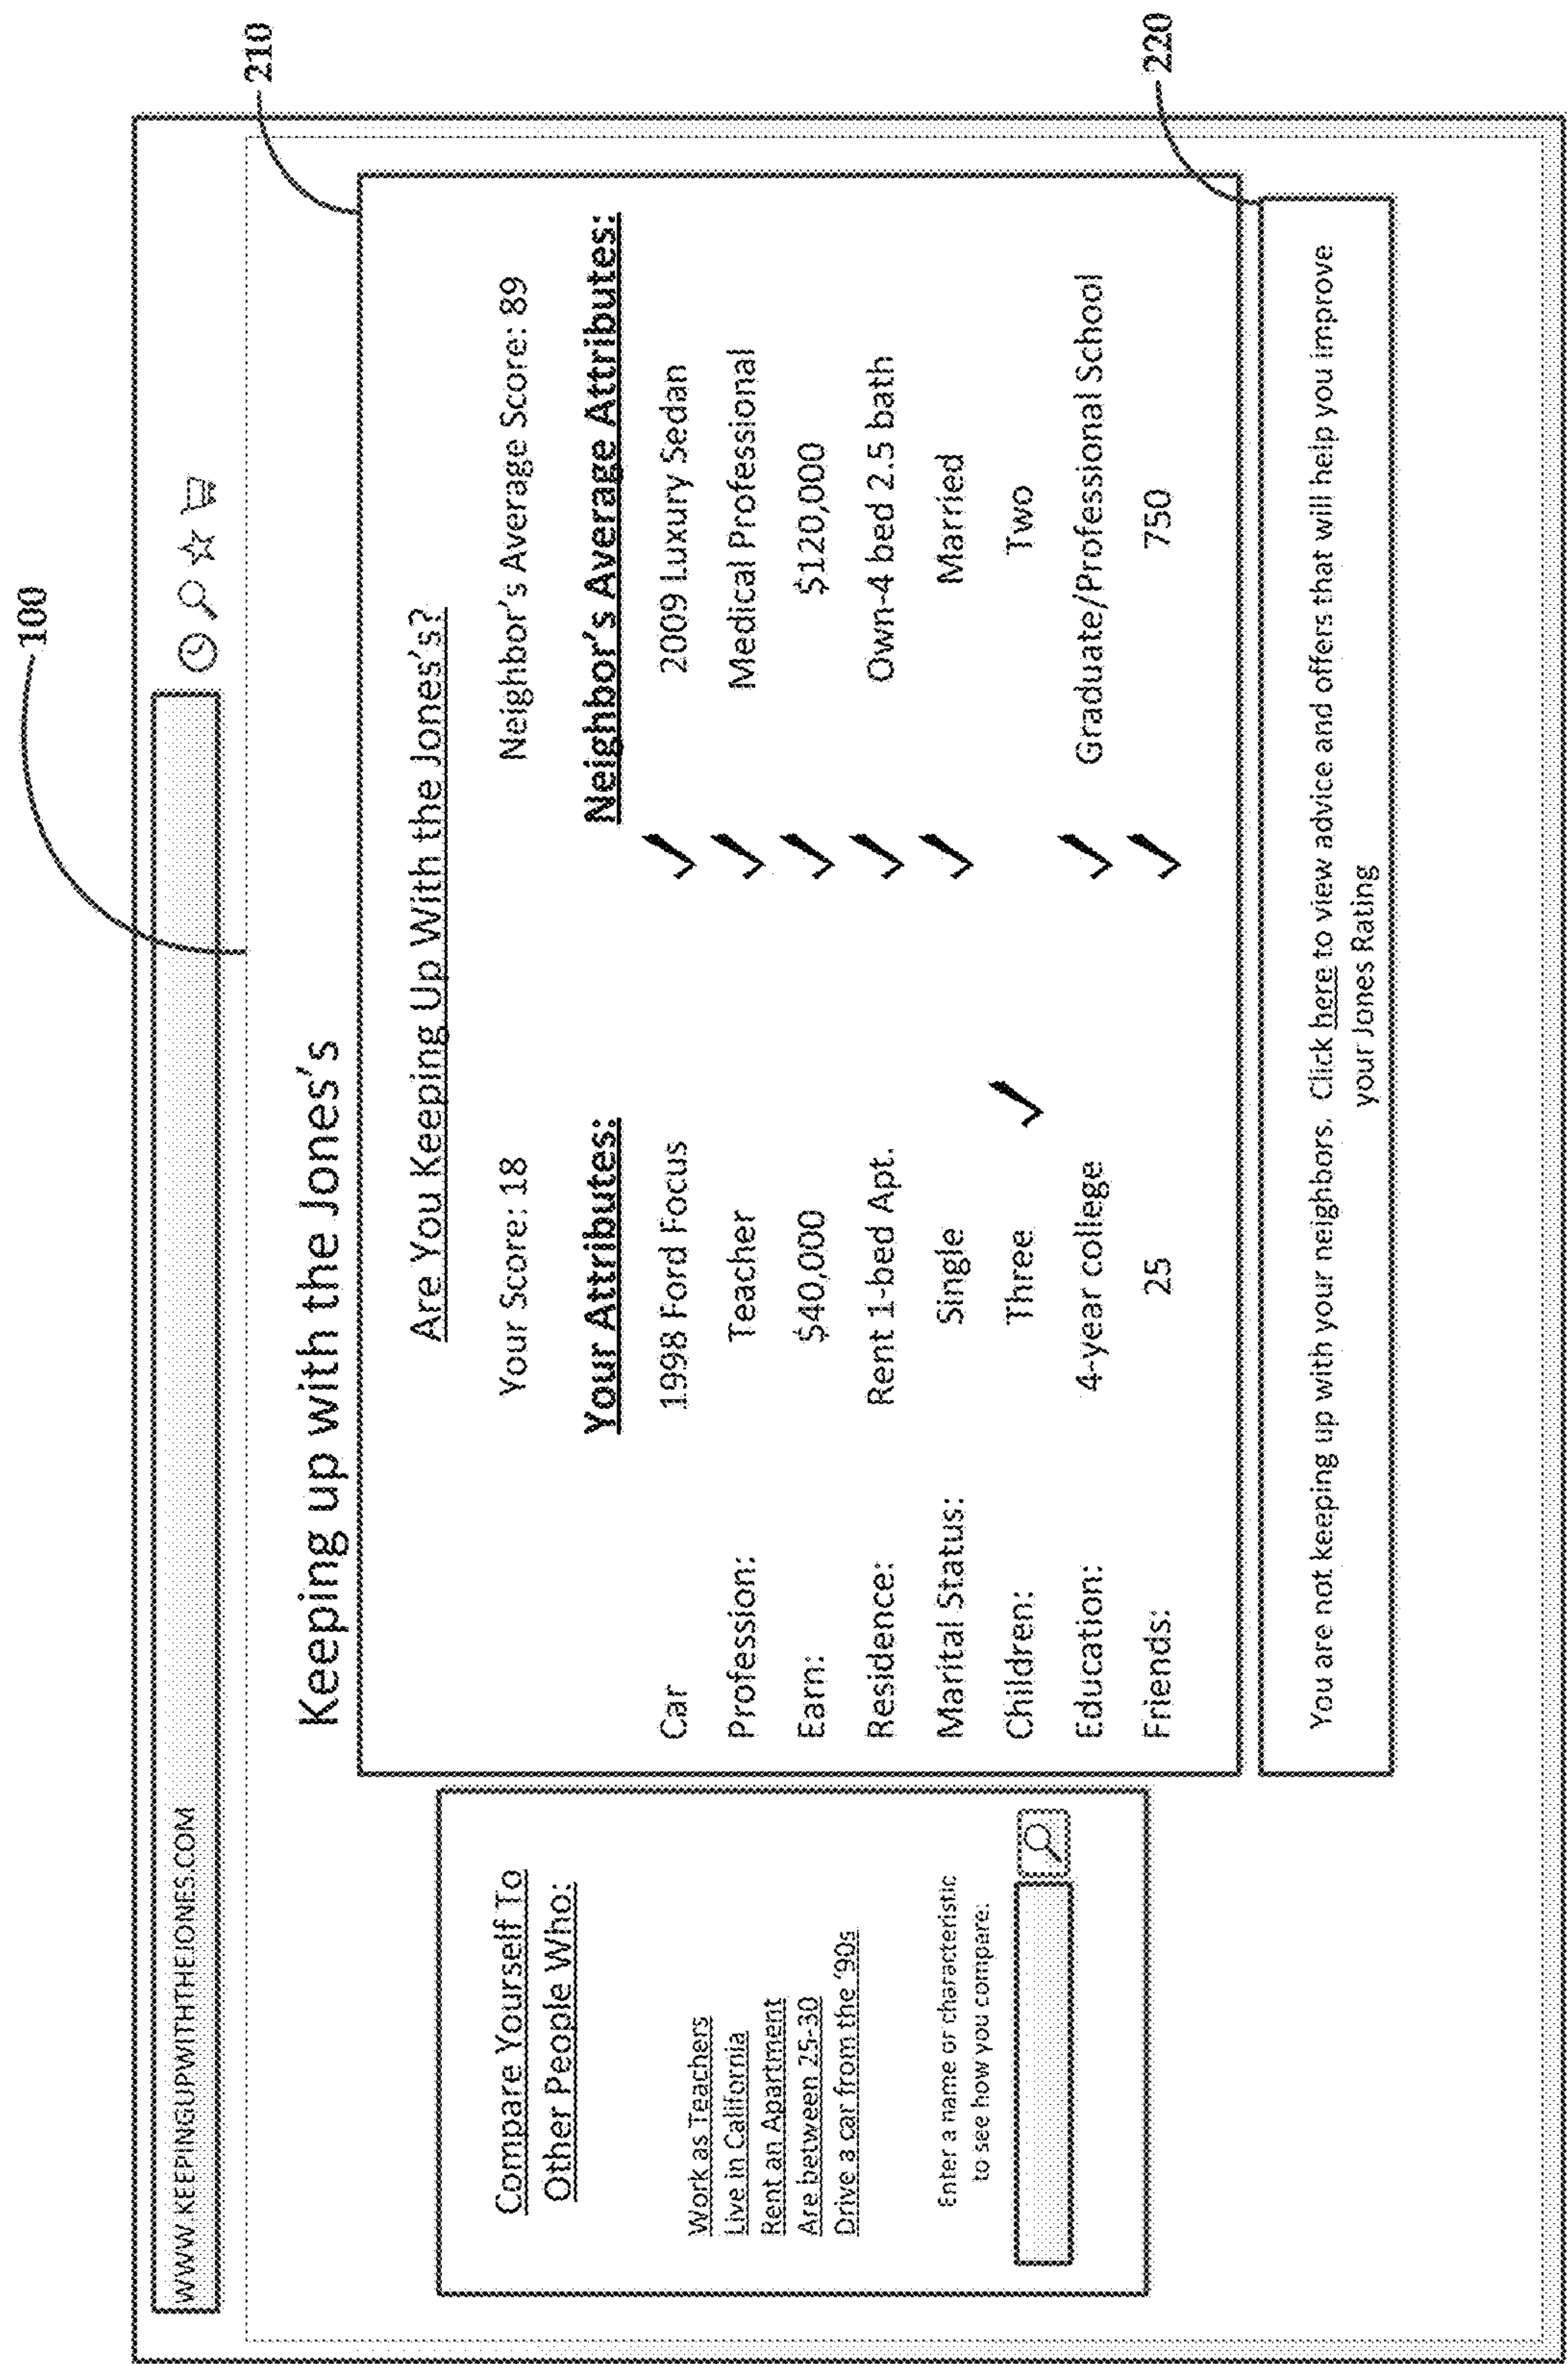 100
WWW.KEEPINGUPWITHTHEJONES.COM
Keeping up with the Jones's
210
Compare Yourself To
Other People Who:
Work as Teachers
Live in California
Rent an Apartment
Are between 25-30
Drive a car from the '90s
Enter a name or characteristic
to see how you compare:
Are You Keeping Up With the Jones's?
Your Score: 18 Neighbor's Average Score: 89
Your Attributes: Neighbor's Average Attributes:
Car 1998 Ford Focus 2009 Luxury Sedan
Profession: Teacher Medical Professional
Earn: $40,000 $120,000
Residence: Rent 1-bed Apt. Own-4 bed 2.5 bath
Marital Status: Single Married
Children: Three Two
Education: 4-year college Graduate/Professional School
Friends: 25 750
220
You are not keeping up with your neighbors. Click here to view advice and offers that will help you improve
your Jones Rating